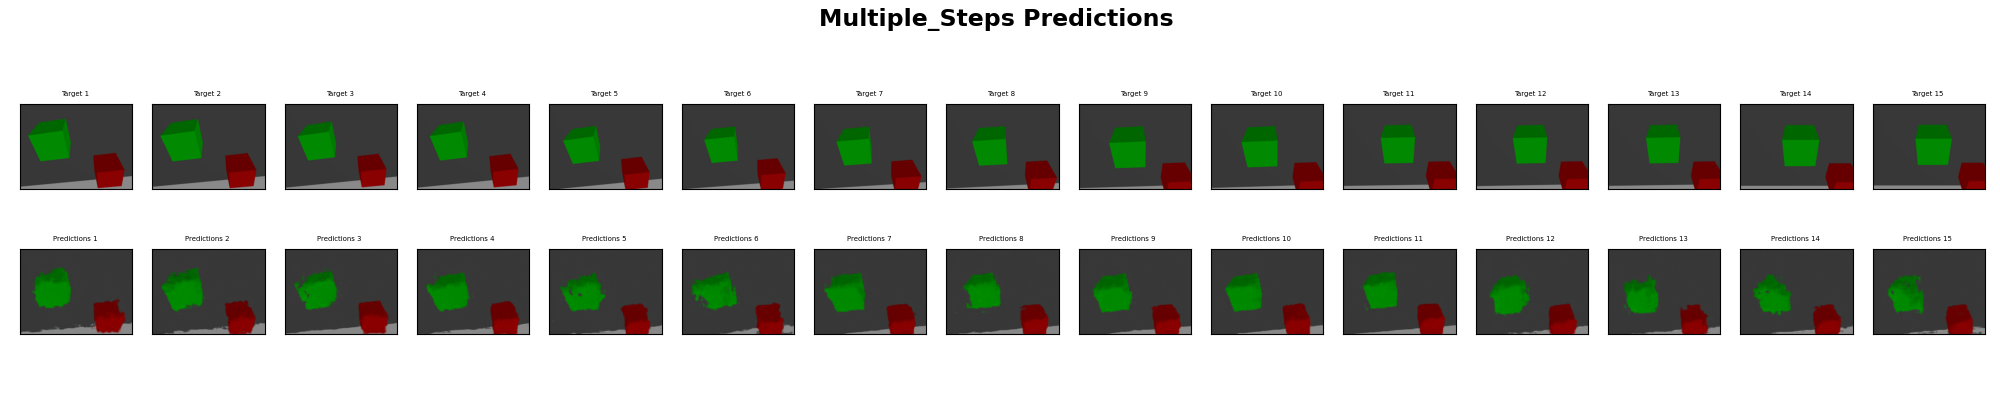 Multiple_Steps Predictions
Target 1
Target 2
Target 3
Target 4
Target 5
Target 6
Target 7
Target 8
Target 9
Target 10
Target 11
Target 12
Target 13
Target 14
Target 15
Predictions 1
Predictions 2
Predictions 3
Predictions 4
Predictions 5
Predictions 6
Predictions 7
Predictions 8
Predictions 9
Predictions 10
Predictions 11
Predictions 12
Predictions 13
Predictions 14
Predictions 15